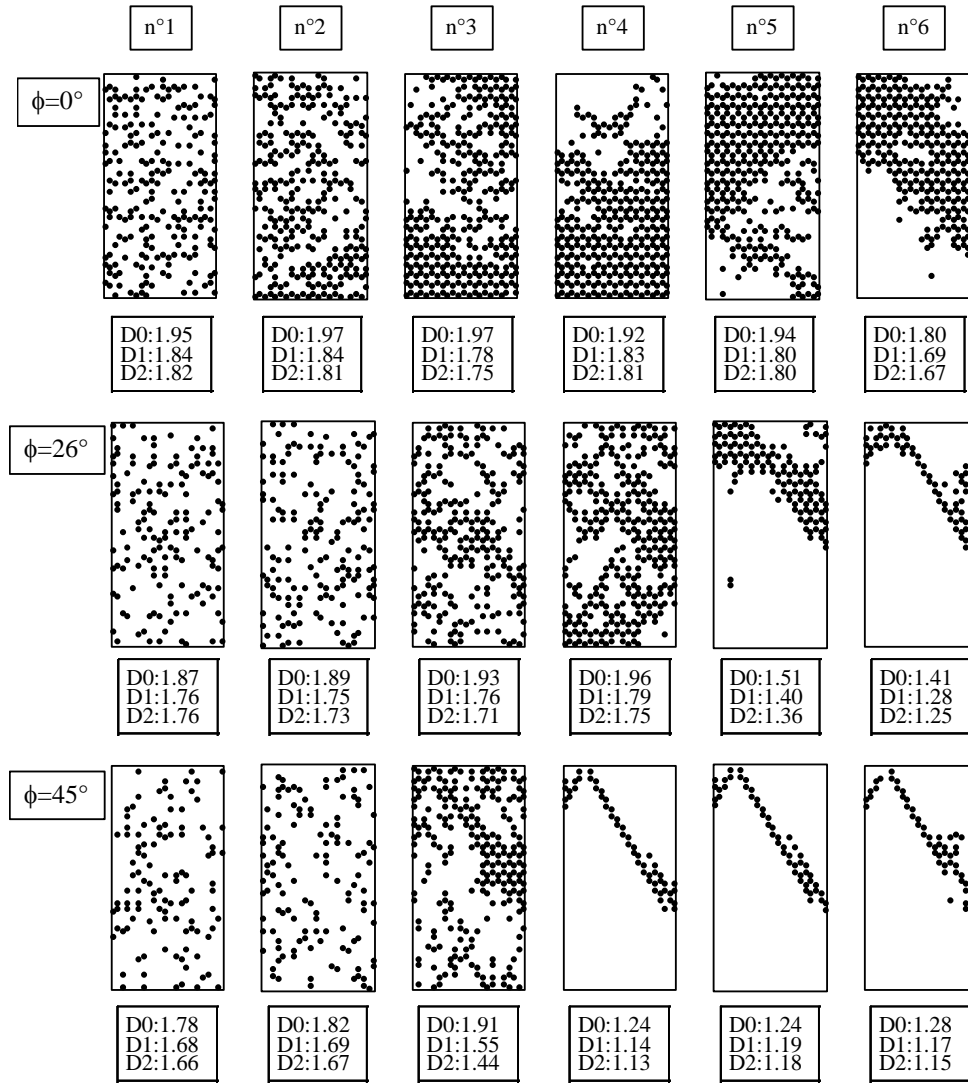 n°1 n°2 n°3 n°4 n°5 n°6
ϕ=0°
D0:1.95 D0:1.97 D0:1.97 D0:1.92 D0:1.94 D0:1.80
D1:1.84 D1:1.84 D1:1.78 D1:1.83 D1:1.80 D1:1.69
D2:1.82 D2:1.81 D2:1.75 D2:1.81 D2:1.80 D2:1.67
ϕ=26°
D0:1.87 D0:1.89 D0:1.93 D0:1.96 D0:1.51 D0:1.41
D1:1.76 D1:1.75 D1:1.76 D1:1.79 D1:1.40 D1:1.28
D2:1.76 D2:1.73 D2:1.71 D2:1.75 D2:1.36 D2:1.25
ϕ=45°
D0:1.78 D0:1.82 D0:1.91 D0:1.24 D0:1.24 D0:1.28
D1:1.68 D1:1.69 D1:1.55 D1:1.14 D1:1.19 D1:1.17
D2:1.66 D2:1.67 D2:1.44 D2:1.13 D2:1.18 D2:1.15